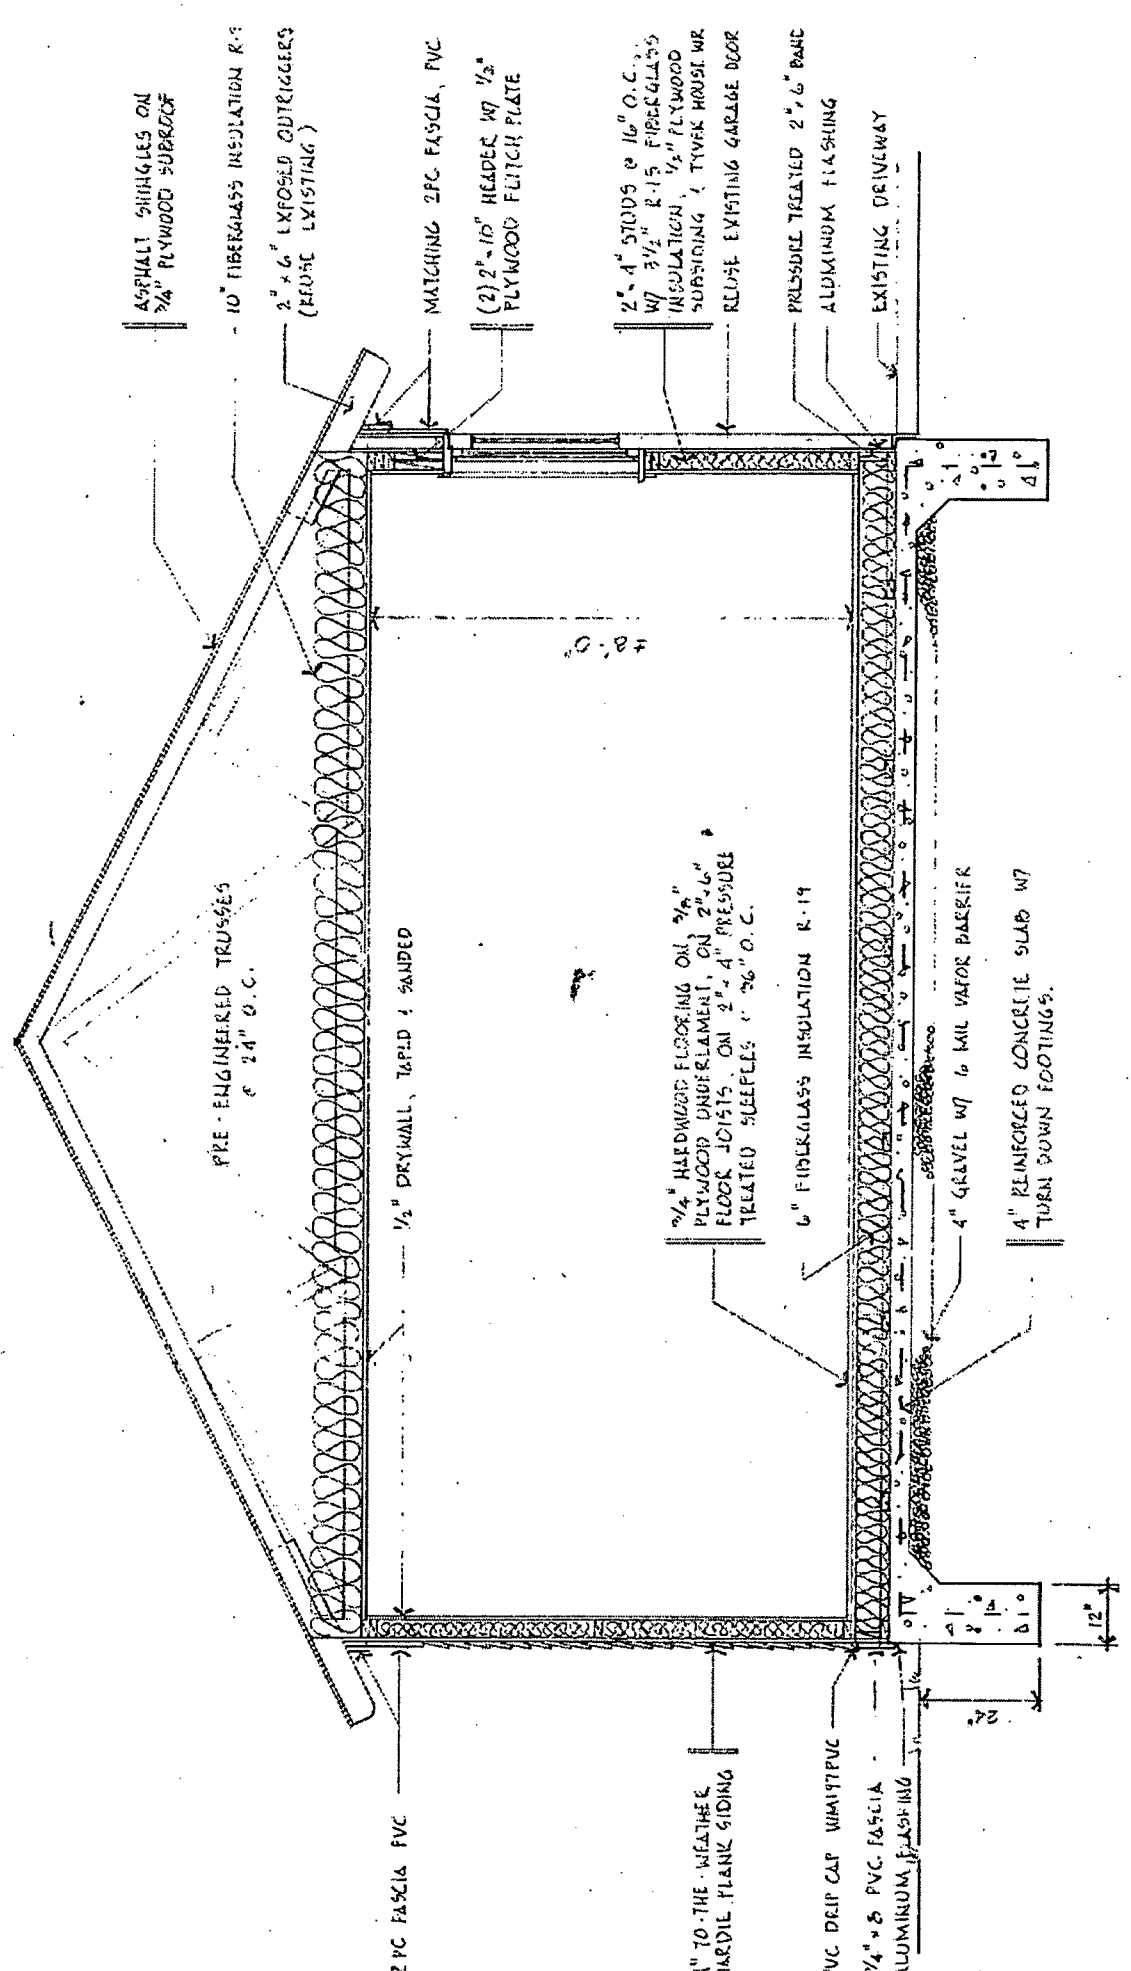 ASPHALT SHINGLES ON
3/4" PLYWOOD SUBROOF
10" FIBERGLASS INSULATION
2" x 6" EXPOSED OUTRIGGERS
(REUSE EXISTING)
MATCHING 2PC FASCIA, PVC
(2) 2" x 10" HEADER W/ 1/2"
PLYWOOD FLITCH PLATE
2" x 4" STUDS @ 16" O.C.,
W/ 3 1/2" R-15 FIBERGLASS
INSULATION, 1/2" PLYWOOD
SUBSIDING & TYVEK HOUSE WR
REUSE EXISTING GARAGE DOOR
PRESSURE TREATED 2" x 6" BAND
ALUMINUM FLASHING
EXISTING DRIVEWAY
PRE-ENGINEERED TRUSSES
@ 24" O.C.
1/2" DRYWALL, TAPED & SANDED
±8'-0"
3/4" HARDWOOD FLOORING ON, 5/8"
PLYWOOD UNDERLAMENT, ON 2" x 6"
FLOOR JOISTS, ON 2" x 4" PRESSURE
TREATED SLEEPERS @ 36" O.C.
6" FIBERGLASS INSULATION R-19
4" GRAVEL W/ 6 MIL VAPOR BARRIER
4" REINFORCED CONCRETE SLAB W/
TURN DOWN FOOTINGS.
12"
24"
2 PC FASCIA PVC
TO-THE-WEATHER
HARDIE PLANK SIDING
PVC DRIP CAP WM197PVC
3/4" x 8 PVC FASCIA
ALUMINUM FLASHING